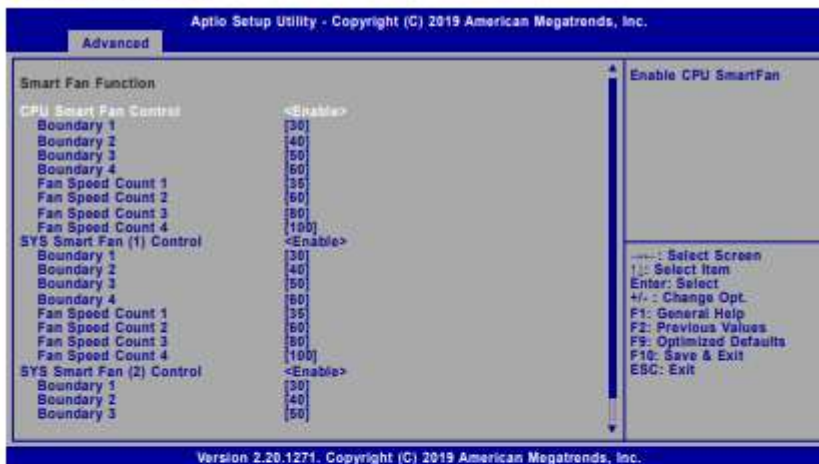 Aptio Setup Utility - Copyright (C) 2019 American Megatrends, Inc.
Advanced
Smart Fan Function
CPU Smart Fan Control <Enable>
Boundary 1 [30]
Boundary 2 [40]
Boundary 3 [50]
Boundary 4 [60]
Fan Speed Count 1 [35]
Fan Speed Count 2 [60]
Fan Speed Count 3 [80]
Fan Speed Count 4 [100]
SYS Smart Fan (1) Control <Enable>
Boundary 1 [30]
Boundary 2 [40]
Boundary 3 [50]
Boundary 4 [60]
Fan Speed Count 1 [35]
Fan Speed Count 2 [60]
Fan Speed Count 3 [80]
Fan Speed Count 4 [100]
SYS Smart Fan (2) Control <Enable>
Boundary 1 [30]
Boundary 2 [40]
Boundary 3 [50]
Enable CPU SmartFan
→←: Select Screen
↑↓: Select Item
Enter: Select
+/- : Change Opt.
F1: General Help
F2: Previous Values
F9: Optimized Defaults
F10: Save & Exit
ESC: Exit
Version 2.20.1271. Copyright (C) 2019 American Megatrends, Inc.